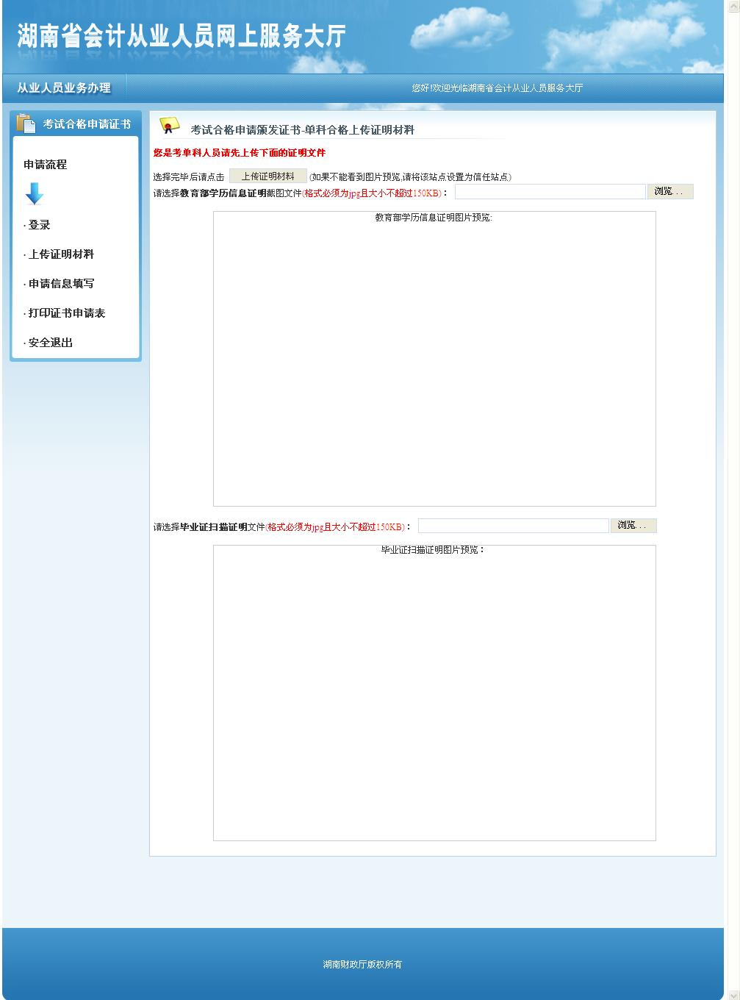 湖南省会计从业人员网上服务大厅
从业人员业务办理
您好!欢迎光临湖南省会计从业人员服务大厅
考试合格申请证书
申请流程
· 登录
· 上传证明材料
· 申请信息填写
· 打印证书申请表
· 安全退出
考试合格申请颁发证书-单科合格上传证明材料
您是考单科人员请先上传下面的证明文件
选择完毕后请点击 上传证明材料 (如果不能看到图片预览,请将该站点设置为信任站点)
请选择教育部学历信息证明截图文件(格式必须为jpg且大小不超过150KB)： 浏览...
教育部学历信息证明图片预览:
请选择毕业证扫描证明文件(格式必须为jpg且大小不超过150KB)： 浏览...
毕业证扫描证明图片预览：
湖南财政厅版权所有